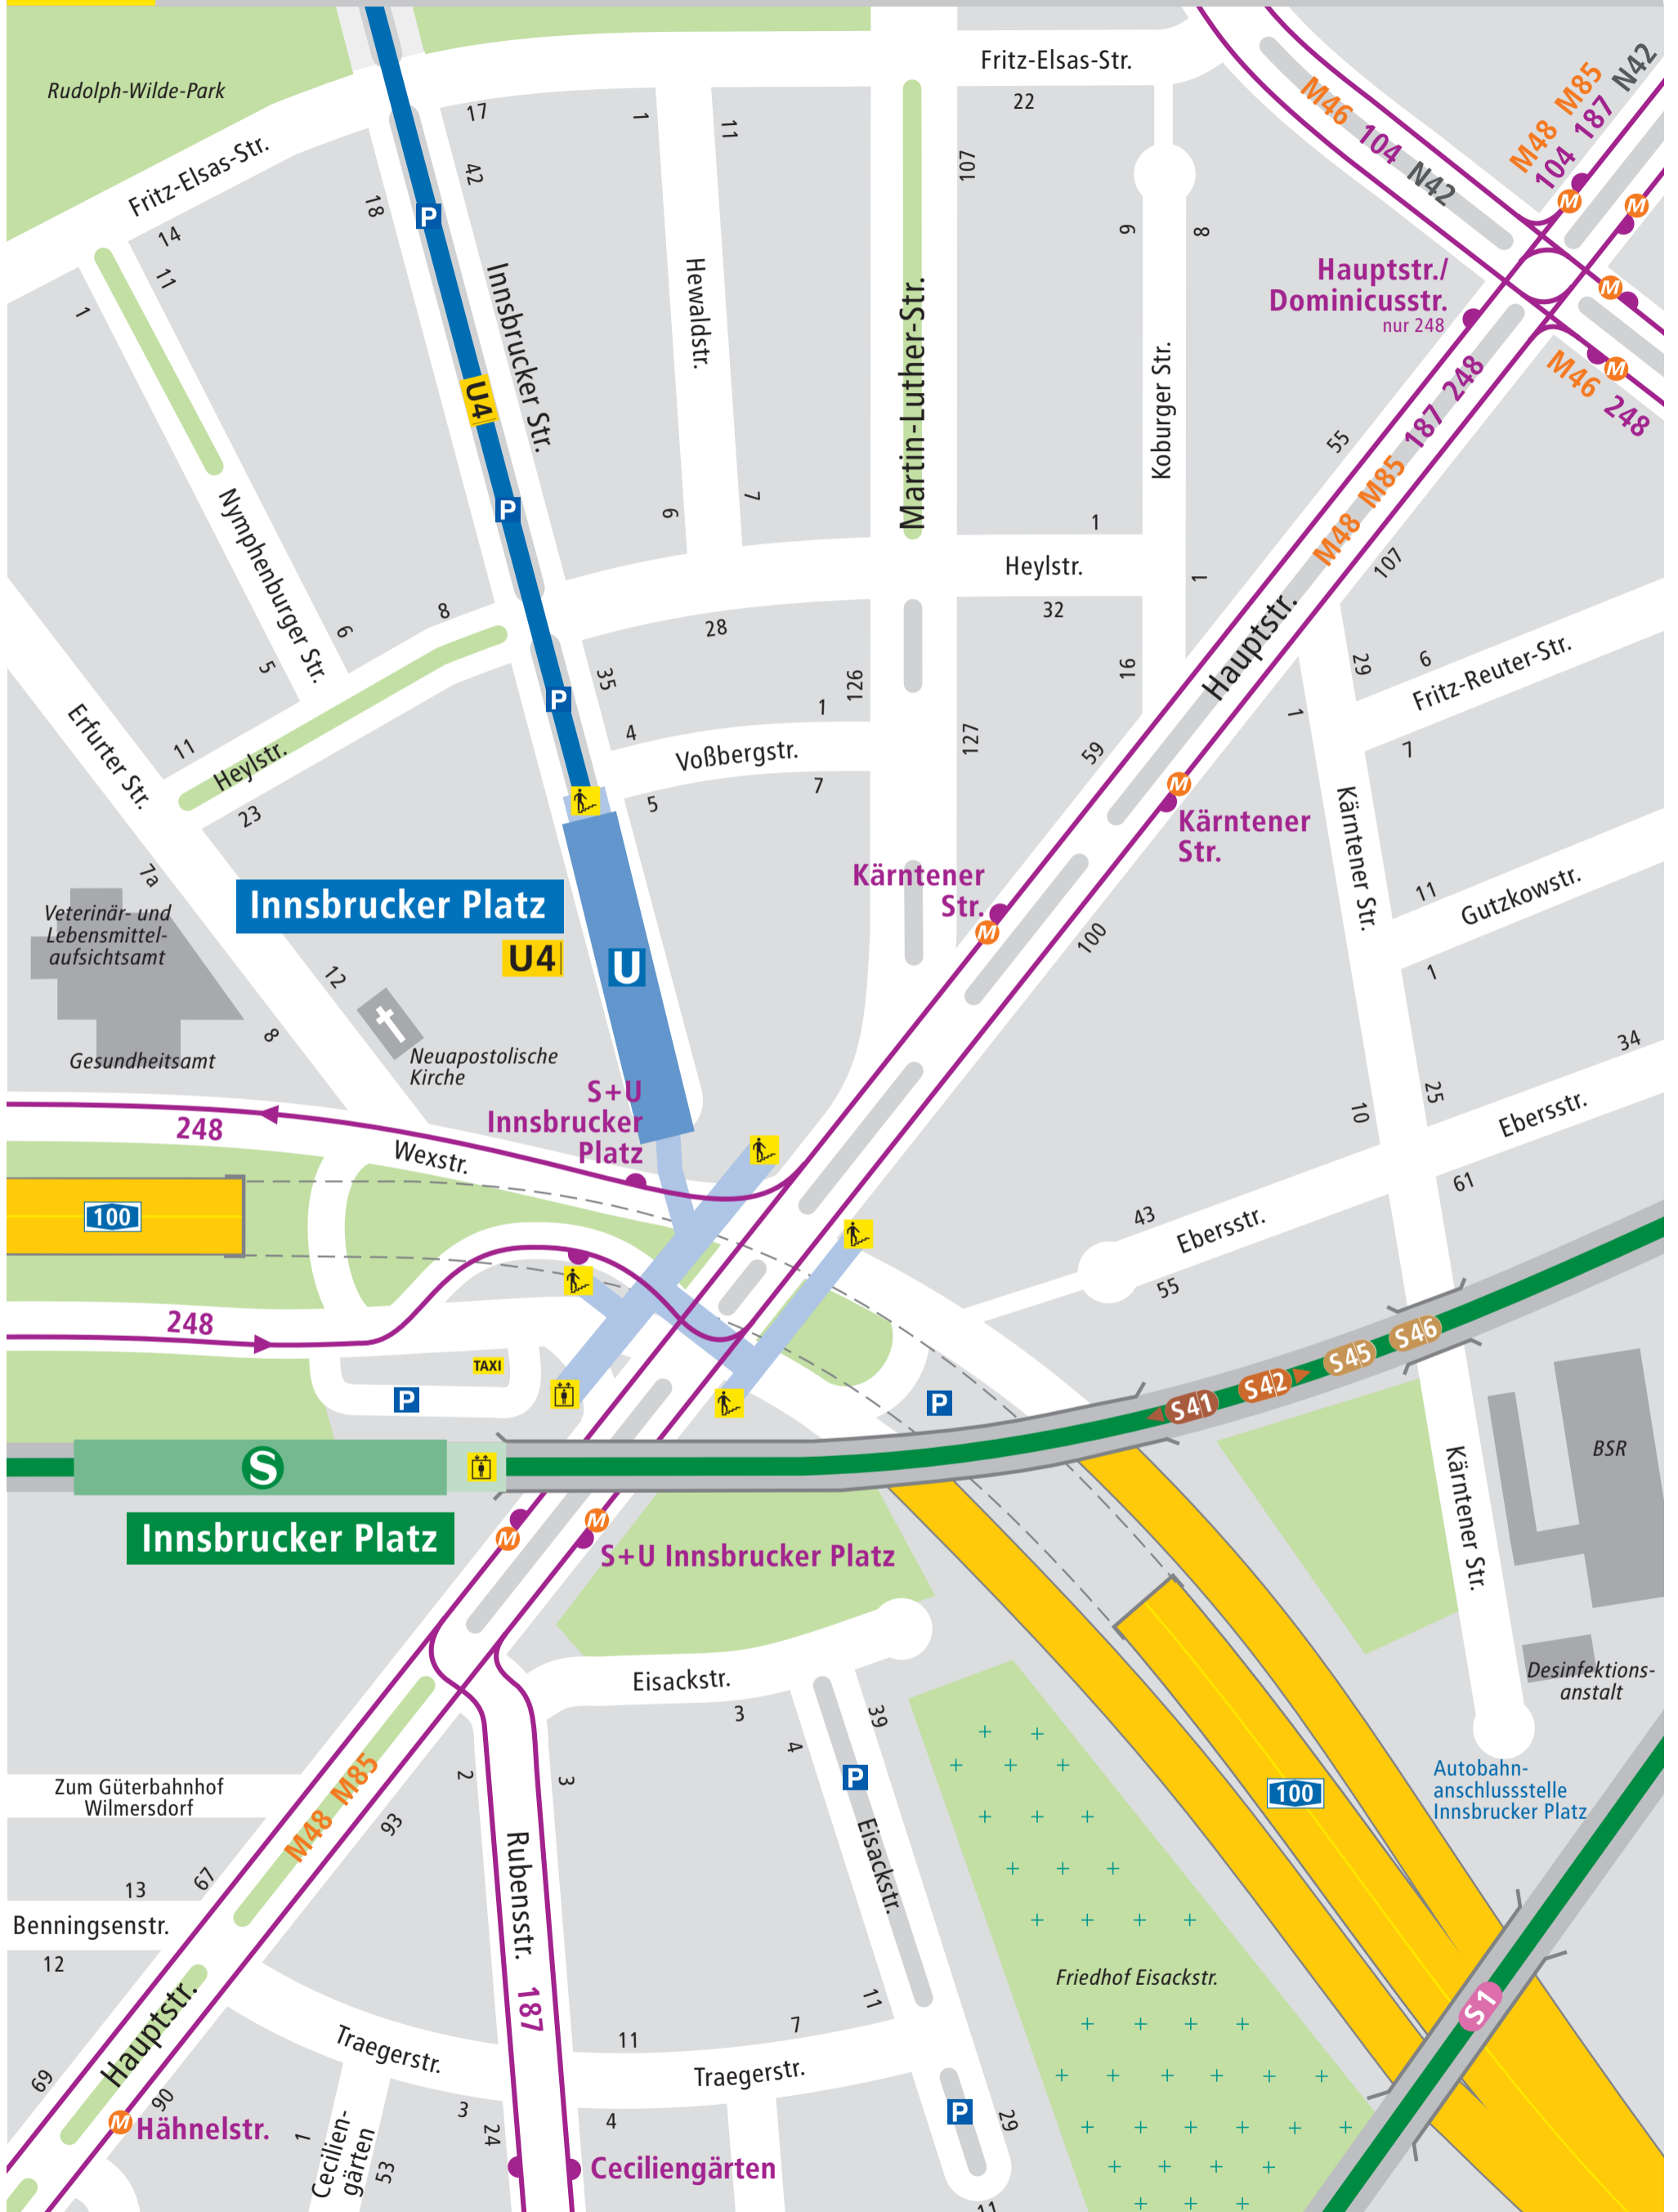 Rudolph-Wilde-Park
Fritz-Elsas-Str.
Fritz-Elsas-Str.
17
1
11
22
42
18
107
14
11
1
9
8
P
Innsbrucker Str.
Hewaldstr.
Martin-Luther-Str.
Koburger Str.
M46 104 N42
M48 M85
104 187 N42
M
M
M
M
Hauptstr./
Dominicusstr.
nur 248
M46 248
U4
P
Nymphenburger Str.
6
7
1
55
M48 M85 187 248
107
Heylstr.
32
1
28
8
6
5
35
126
16
127
Hauptstr.
29
6
Fritz-Reuter-Str.
7
1
P
4
1
Voßbergstr.
7
5
59
Erfurter Str.
11
Heylstr.
23
7a
M
Kärntener
Str.
Kärntener Str.
Kärntener
Str.
M
100
11
Gutzkowstr.
1
Veterinär- und
Lebensmittel-
aufsichtsamt
Gesundheitsamt
Innsbrucker Platz
U4
U
12
8
Neuapostolische
Kirche
S+U
Innsbrucker
Platz
34
25
10
Ebersstr.
61
248
Wexstr.
100
43
Ebersstr.
55
248
TAXI
P
P
S41
S42
S45
S46
S
Innsbrucker Platz
M
M
S+U Innsbrucker Platz
Kärntener Str.
BSR
Desinfektions-
anstalt
Eisackstr.
3
4
39
P
Eisackstr.
2
3
Zum Güterbahnhof
Wilmersdorf
M48 M85
93
67
13
Benningsenstr.
12
Rubensstr.
187
100
Autobahn-
anschlussstelle
Innsbrucker Platz
Friedhof Eisackstr.
S1
Hauptstr.
Traegerstr.
11
7
11
Traegerstr.
69
90
M
Hähnelstr.
1
Cecilien-
gärten
53
3
24
4
Ceciliengärten
P
29
11